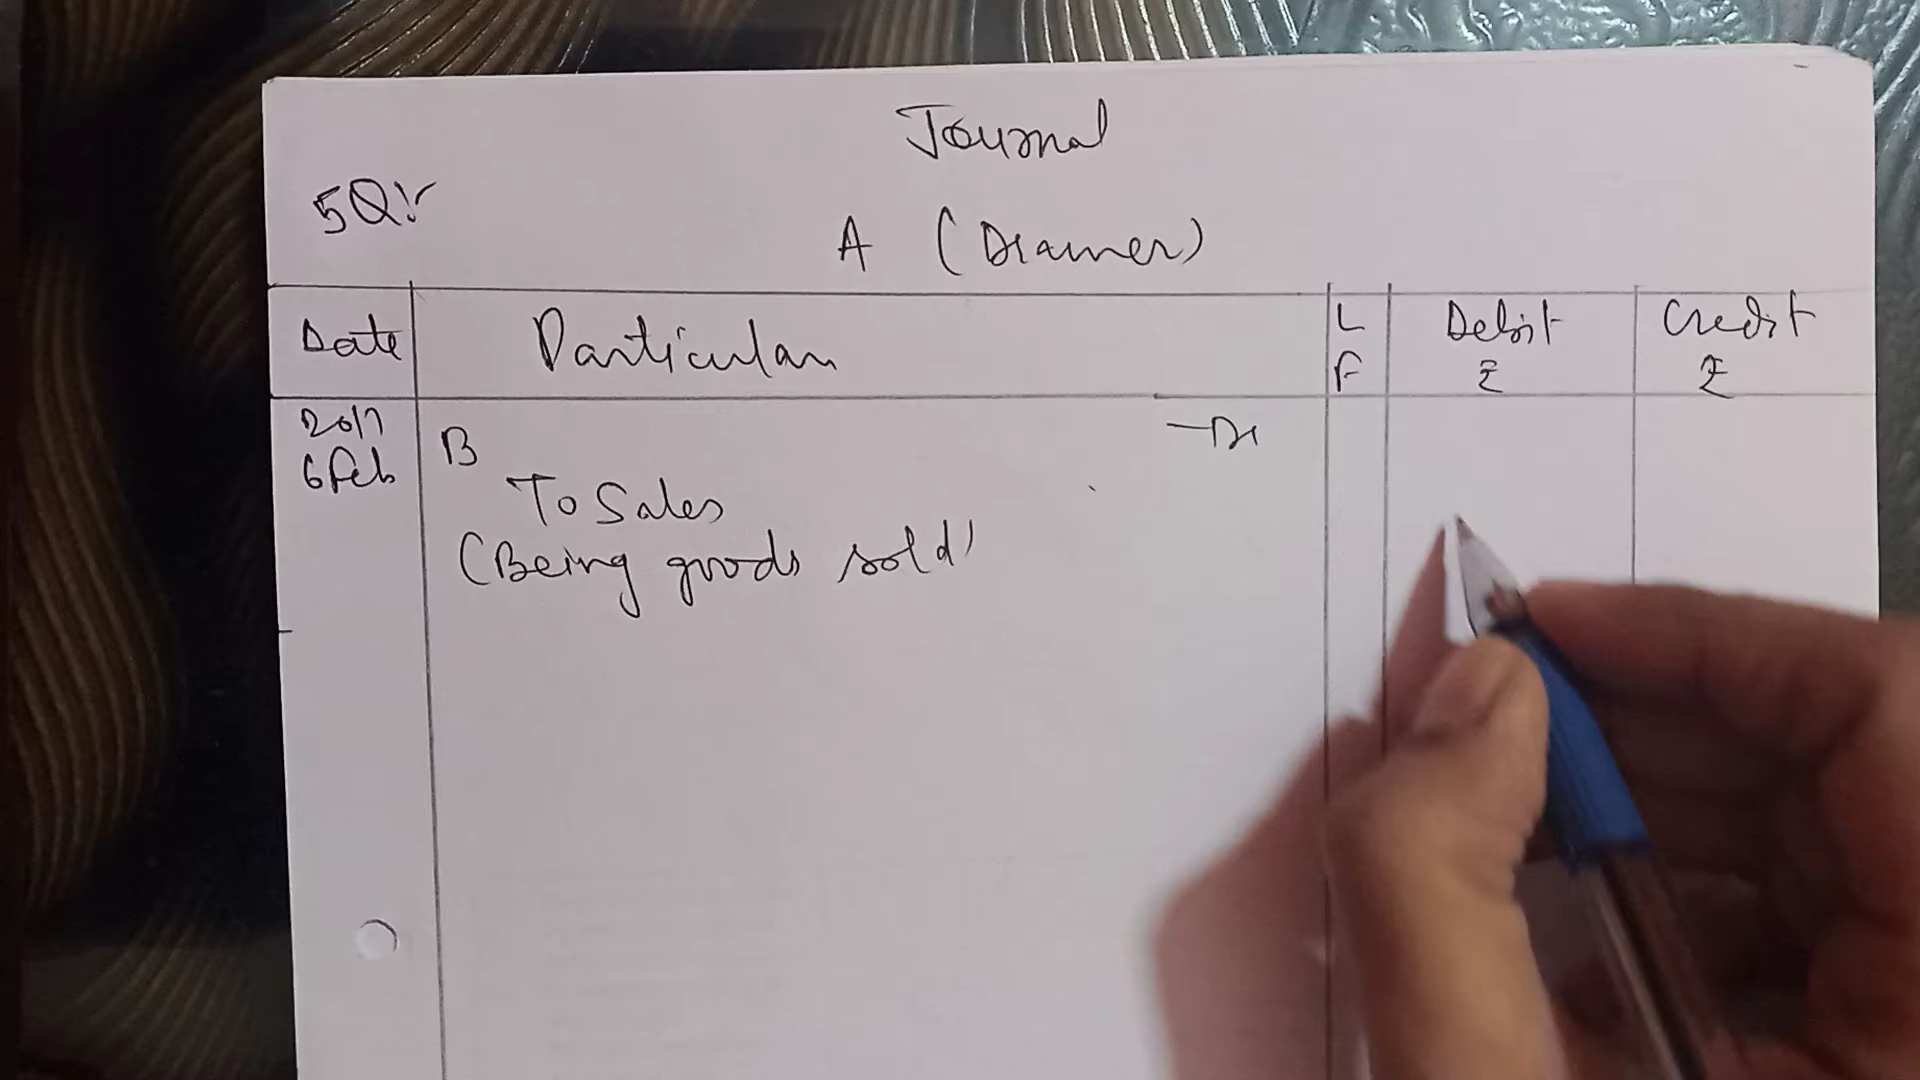 Journal
5Q:-
A (Drawer)
Date Particulars L F Debit ₹ Credit ₹
2017 B —Dr
6 Feb To Sales
(Being goods sold)